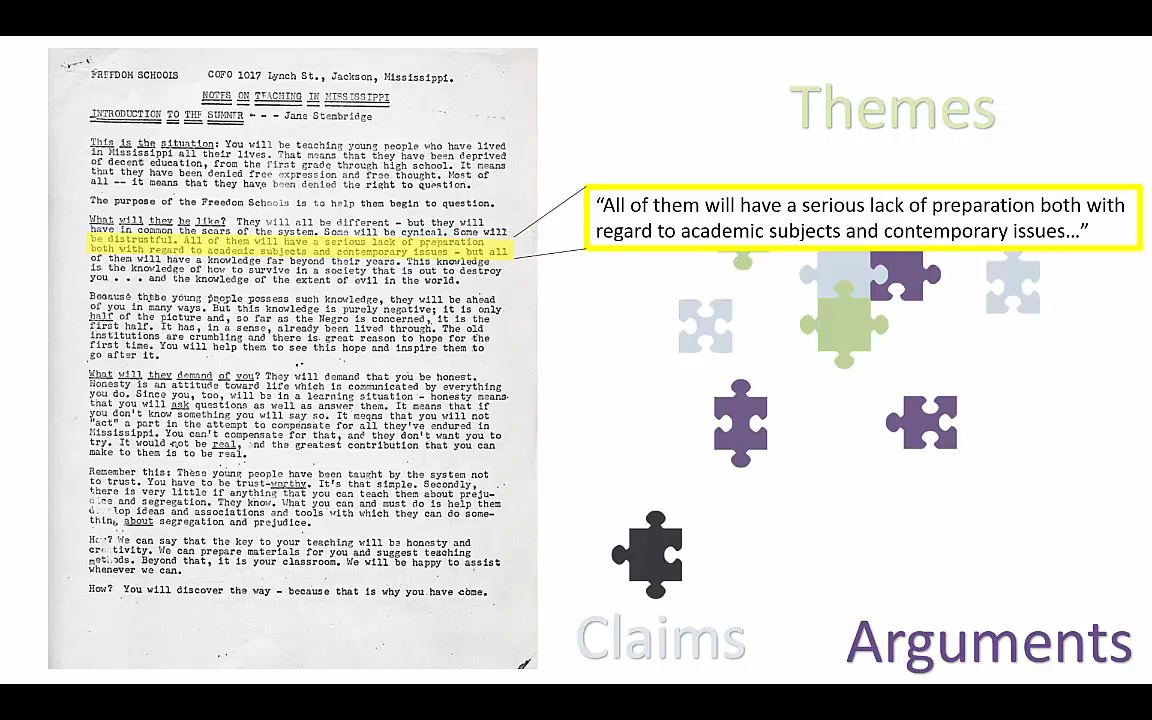 FREEDOM SCHOOLS COFO 1017 Lynch St., Jackson, Mississippi.
NOTES ON TEACHING IN MISSISSIPPI
INTRODUCTION TO THE SUMMER - - - Jane Stembridge
This is the situation: You will be teaching young people who have lived
in Mississippi all their lives. That means that they have been deprived
of decent education, from the first grade through high school. It means
that they have been denied free expression and free thought. Most of
all -- it means that they have been denied the right to question.
The purpose of the Freedom Schools is to help them begin to question.
What will they be like? They will all be different - but they will
have in common the scars of the system. Some will be cynical. Some will
be distrustful. All of them will have a serious lack of preparation
both with regard to academic subjects and contemporary issues - but all
of them will have a knowledge far beyond their years. This knowledge
is the knowledge of how to survive in a society that is out to destroy
you . . . and the knowledge of the extent of evil in the world.
Because these young people possess such knowledge, they will be ahead
of you in many ways. But this knowledge is purely negative; it is only
half of the picture and, so far as the Negro is concerned, it is the
first half. It has, in a sense, already been lived through. The old
institutions are crumbling and there is great reason to hope for the
first time. You will help them to see this hope and inspire them to
go after it.
What will they demand of you? They will demand that you be honest.
Honesty is an attitude toward life which is communicated by everything
you do. Since you, too, will be in a learning situation - honesty means
that you will ask questions as well as answer them. It means that if
you don't know something you will say so. It means that you will not
"act" a part in the attempt to compensate for all they've endured in
Mississippi. You can't compensate for that, and they don't want you to
try. It would not be real, and the greatest contribution that you can
make to them is to be real.
Remember this: These young people have been taught by the system not
to trust. You have to be trust-worthy. It's that simple. Secondly,
there is very little if anything that you can teach them about preju-
dice and segregation. They know. What you can and must do is help them
develop ideas and associations and tools with which they can do some-
thing about segregation and prejudice.
How? We can say that the key to your teaching will be honesty and
creativity. We can prepare materials for you and suggest teaching
methods. Beyond that, it is your classroom. We will be happy to assist
whenever we can.
How? You will discover the way - because that is why you have come.
Themes
“All of them will have a serious lack of preparation both with
regard to academic subjects and contemporary issues…”
Claims
Arguments